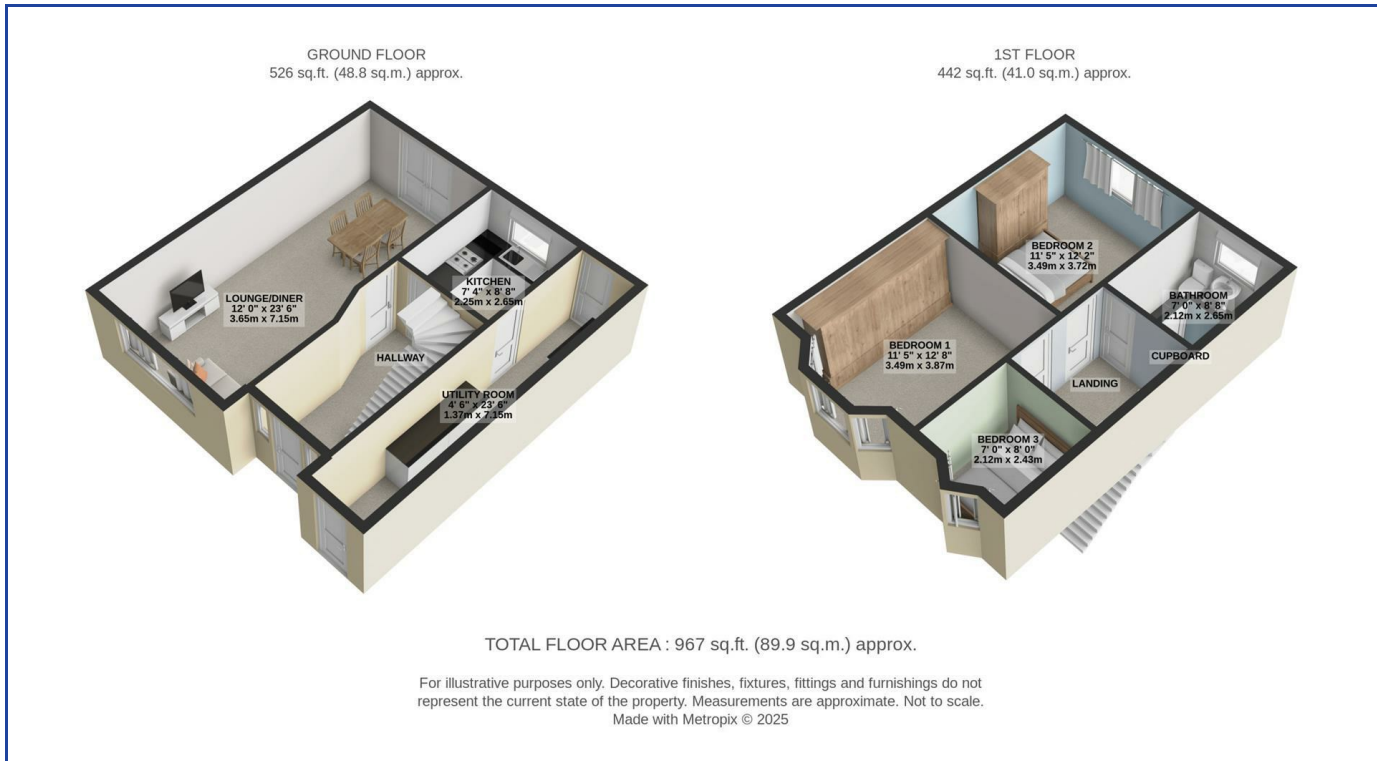 GROUND FLOOR
526 sq.ft. (48.8 sq.m.) approx.
LOUNGE/DINER
12' 0" x 23' 6"
3.65m x 7.15m
KITCHEN
7' 4" x 8' 8"
2.25m x 2.65m
HALLWAY
UTILITY ROOM
4' 6" x 23' 6"
1.37m x 7.15m
1ST FLOOR
442 sq.ft. (41.0 sq.m.) approx.
BEDROOM 2
11' 5" x 12' 2"
3.49m x 3.72m
BATHROOM
7' 0" x 8' 8"
2.12m x 2.65m
BEDROOM 1
11' 5" x 12' 8"
3.49m x 3.87m
CUPBOARD
LANDING
BEDROOM 3
7' 0" x 8' 0"
2.12m x 2.43m
TOTAL FLOOR AREA : 967 sq.ft. (89.9 sq.m.) approx.
For illustrative purposes only. Decorative finishes, fixtures, fittings and furnishings do not
represent the current state of the property. Measurements are approximate. Not to scale.
Made with Metropix © 2025